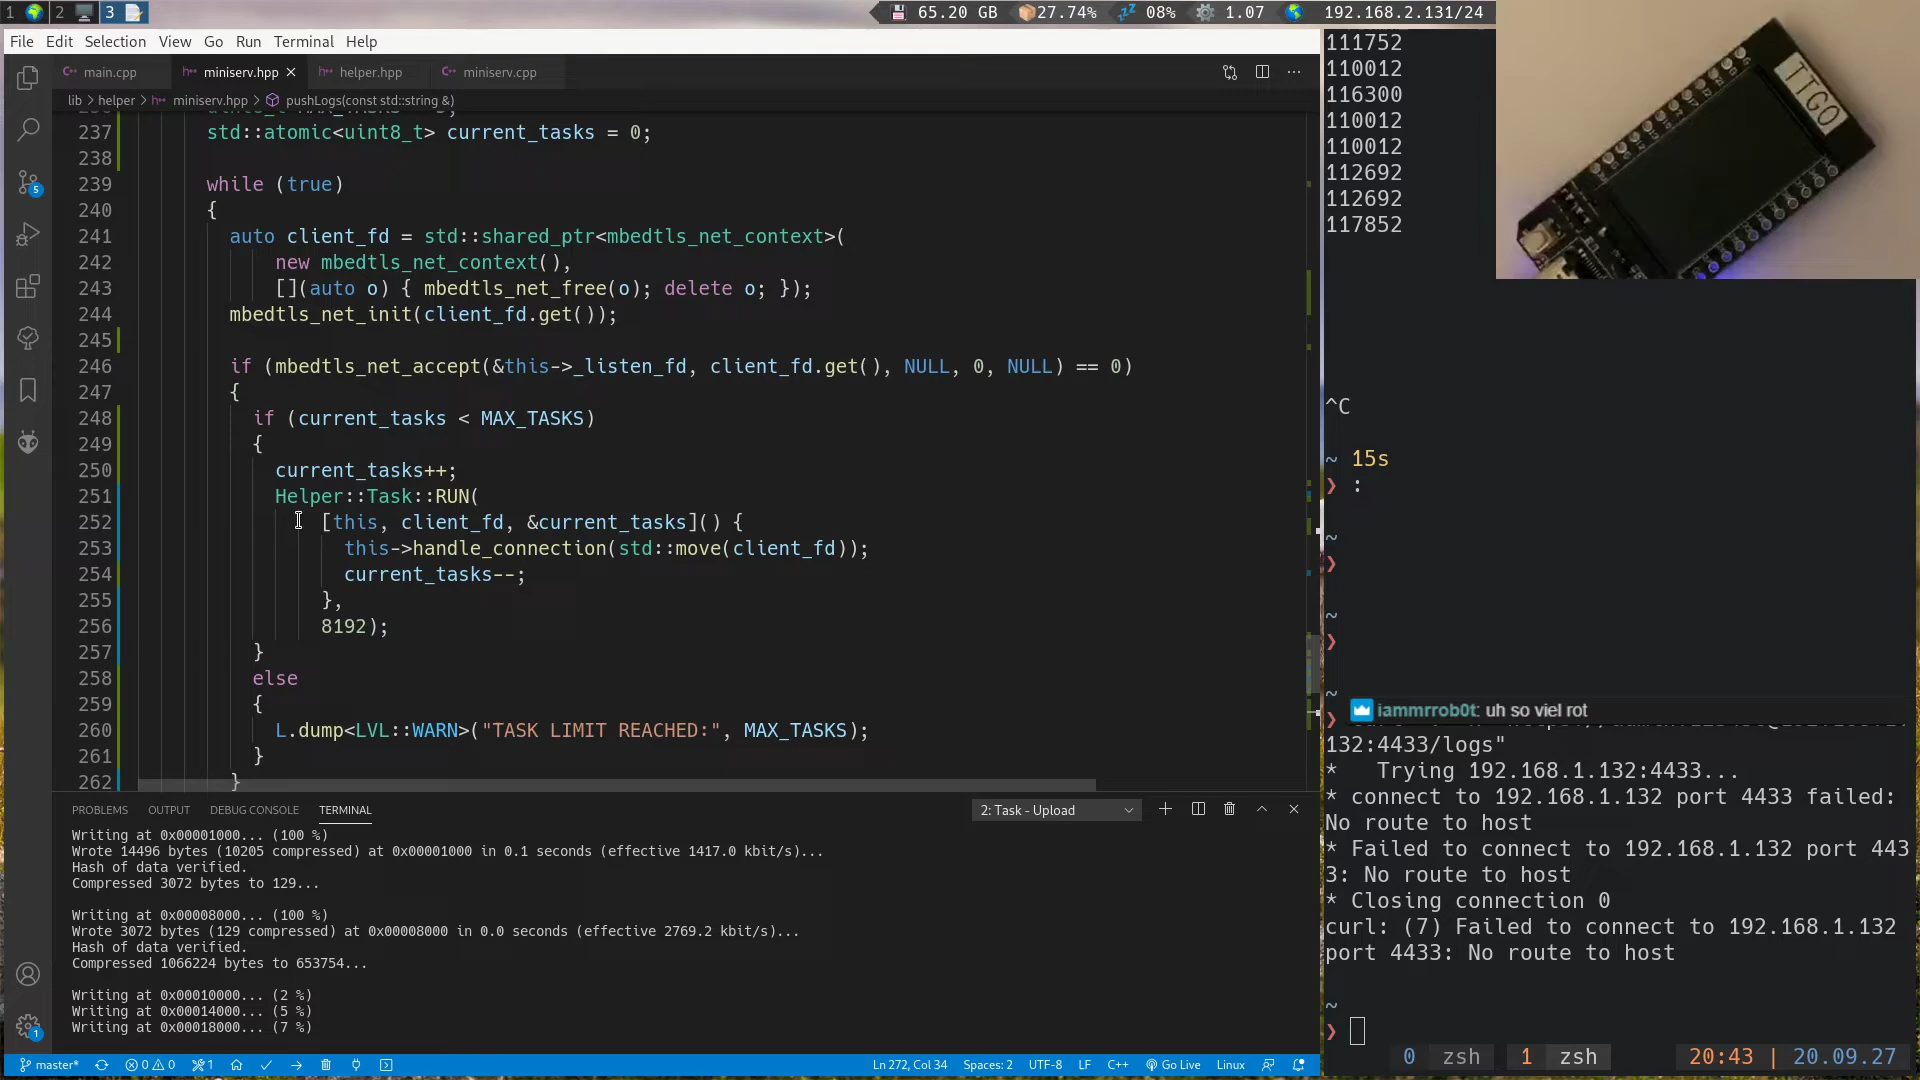 1 2 3 65.20 GB 27.74% 08% 1.07 192.168.2.131/24
File Edit Selection View Go Run Terminal Help
main.cpp miniserv.hpp helper.hpp miniserv.cpp
lib > helper > miniserv.hpp > pushLogs(const std::string &)
237 std::atomic<uint8_t> current_tasks = 0;
238
239 while (true)
240 {
241 auto client_fd = std::shared_ptr<mbedtls_net_context>(
242 new mbedtls_net_context(),
243 [](auto o) { mbedtls_net_free(o); delete o; });
244 mbedtls_net_init(client_fd.get());
245
246 if (mbedtls_net_accept(&this->_listen_fd, client_fd.get(), NULL, 0, NULL) == 0)
247 {
248 if (current_tasks < MAX_TASKS)
249 {
250 current_tasks++;
251 Helper::Task::RUN(
252 [this, client_fd, &current_tasks]() {
253 this->handle_connection(std::move(client_fd));
254 current_tasks--;
255 },
256 8192);
257 }
258 else
259 {
260 L.dump<LVL::WARN>("TASK LIMIT REACHED:", MAX_TASKS);
261 }
262 }
5
1
PROBLEMS OUTPUT DEBUG CONSOLE TERMINAL 2: Task - Upload
Writing at 0x00001000... (100 %)
Wrote 14496 bytes (10205 compressed) at 0x00001000 in 0.1 seconds (effective 1417.0 kbit/s)...
Hash of data verified.
Compressed 3072 bytes to 129...
Writing at 0x00008000... (100 %)
Wrote 3072 bytes (129 compressed) at 0x00008000 in 0.0 seconds (effective 2769.2 kbit/s)...
Hash of data verified.
Compressed 1066224 bytes to 653754...
Writing at 0x00010000... (2 %)
Writing at 0x00014000... (5 %)
Writing at 0x00018000... (7 %)
master* 0 0 1 Ln 272, Col 34 Spaces: 2 UTF-8 LF C++ Go Live Linux
111752
110012
116300
110012
110012
112692
112692
117852
TTGO
^C
~ 15s
❯ :
~
❯
~
❯
~
❯
iammrrob0t: uh so viel rot
132:4433/logs"
* Trying 192.168.1.132:4433...
* connect to 192.168.1.132 port 4433 failed:
No route to host
* Failed to connect to 192.168.1.132 port 443
3: No route to host
* Closing connection 0
curl: (7) Failed to connect to 192.168.1.132
port 4433: No route to host
~
❯
0 zsh 1 zsh 20:43 | 20.09.27